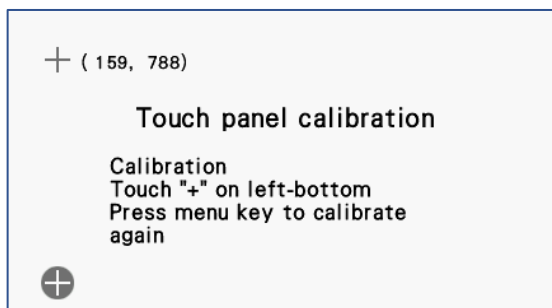 + ( 159, 788)
Touch panel calibration
Calibration
Touch "+" on left-bottom
Press menu key to calibrate
again
+